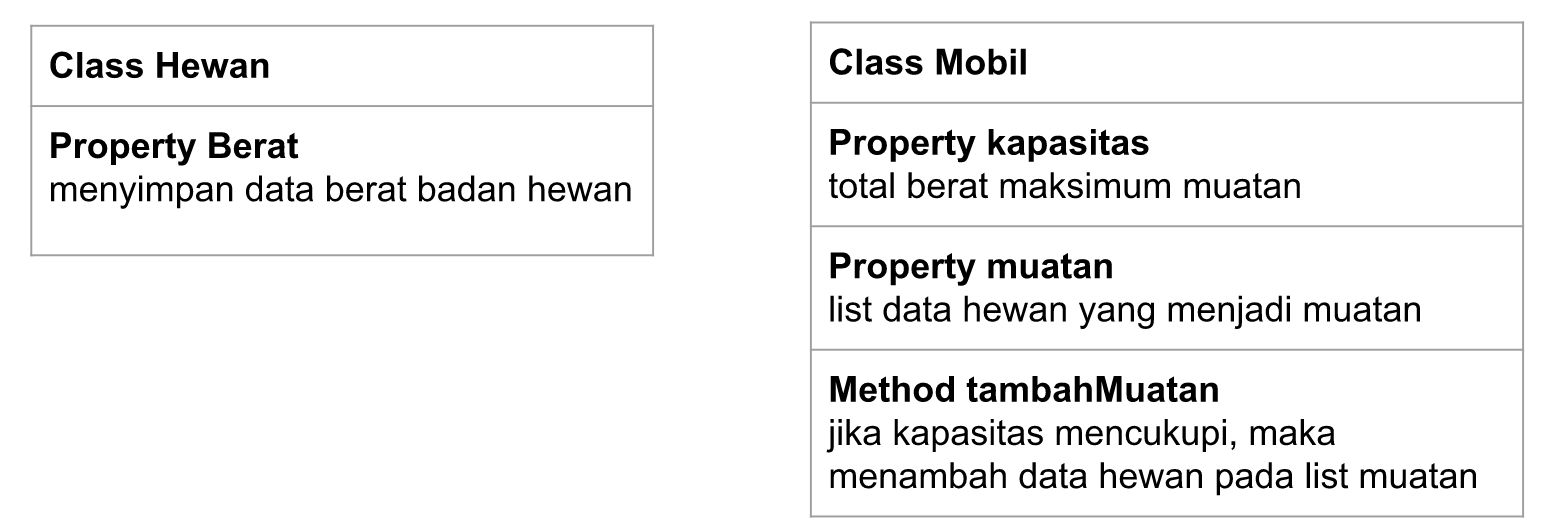 Class Hewan
Property Berat
menyimpan data berat badan hewan
Class Mobil
Property kapasitas
total berat maksimum muatan
Property muatan
list data hewan yang menjadi muatan
Method tambahMuatan
jika kapasitas mencukupi, maka
menambah data hewan pada list muatan